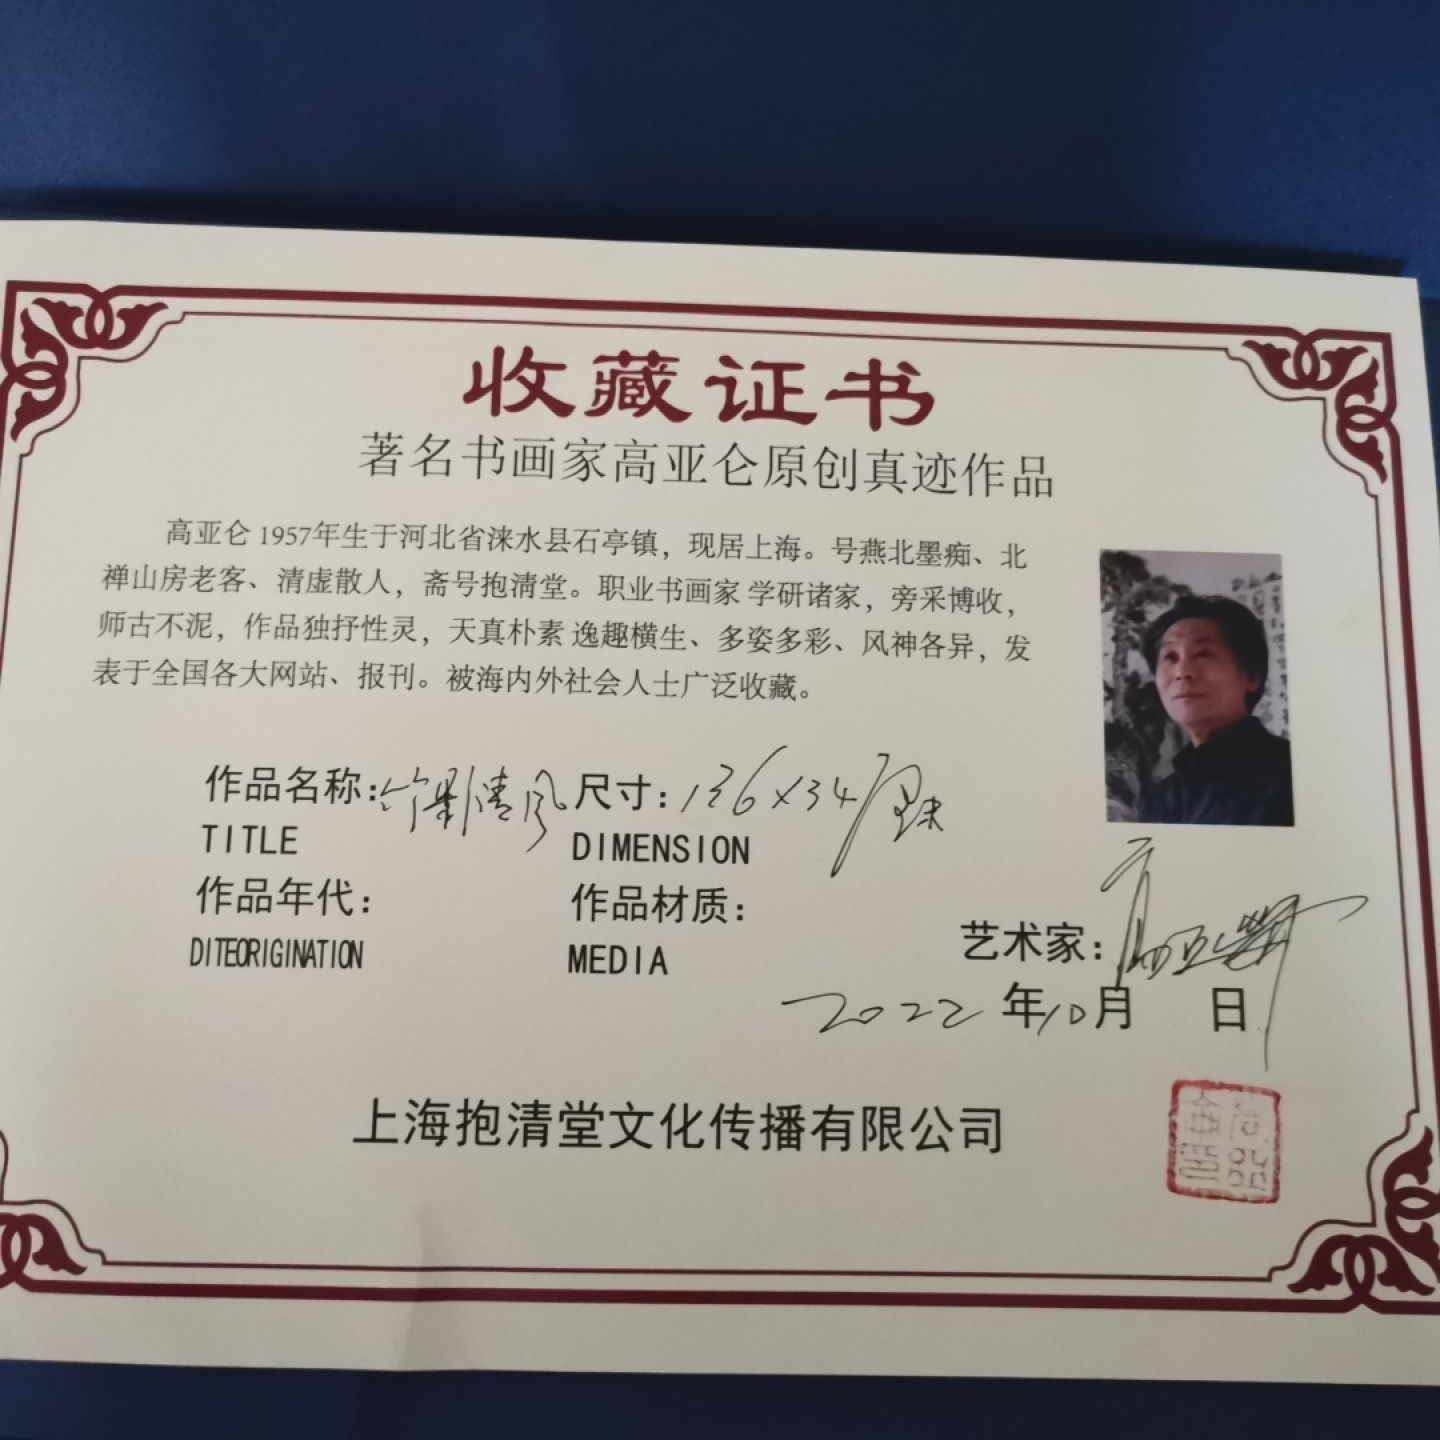 收藏证书
著名书画家高亚仑原创真迹作品
高亚仑 1957年生于河北省涞水县石亭镇，现居上海。号燕北墨痴、北
禅山房老客、清虚散人，斋号抱清堂。职业书画家 学研诸家，旁采博收，
师古不泥，作品独抒性灵，天真朴素 逸趣横生、多姿多彩、风神各异，发
表于全国各大网站、报刊。被海内外社会人士广泛收藏。
作品名称：清风 尺寸：136×34厘米
TITLE DIMENSION
作品年代： 作品材质：
DITEORIGINATION MEDIA
艺术家：高亚
2022 年10月 日
上海抱清堂文化传播有限公司